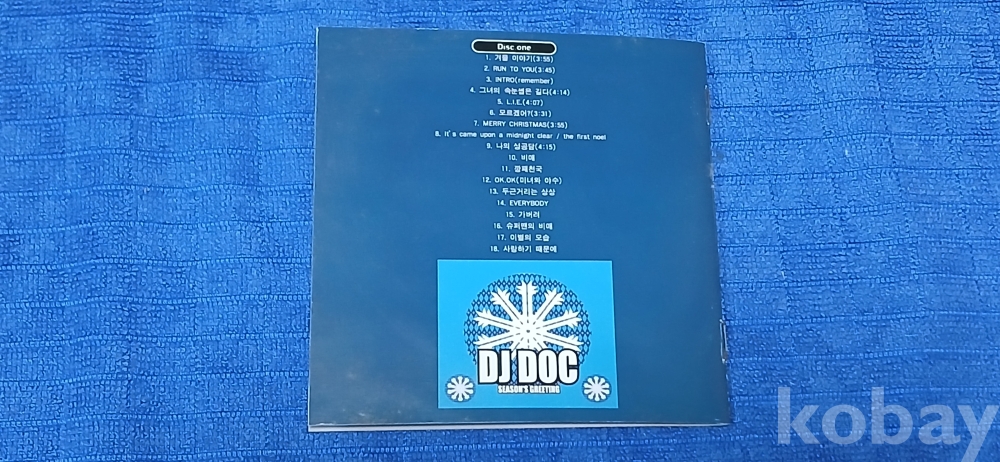 Disc one
1. 겨울 이야기(3:55)
2. RUN TO YOU(3:45)
3. INTRO(remember)
4. 그녀의 속눈썹은 길다(4:14)
5. L.I.E.(4:07)
6. 모르겠어?(3:31)
7. MERRY CHRISTMAS(3:55)
8. It's came upon a midnight clear / the first noel
9. 나의 성공담(4:15)
10. 비애
11. 깡패천국
12. OK.OK(미녀와 야수)
13. 두근거리는 상상
14. EVERYBODY
15. 가버려
16. 슈퍼맨의 비애
17. 이별의 모습
18. 사랑하기 때문에
DJ DOC
SEASON'S GREETING
kobay